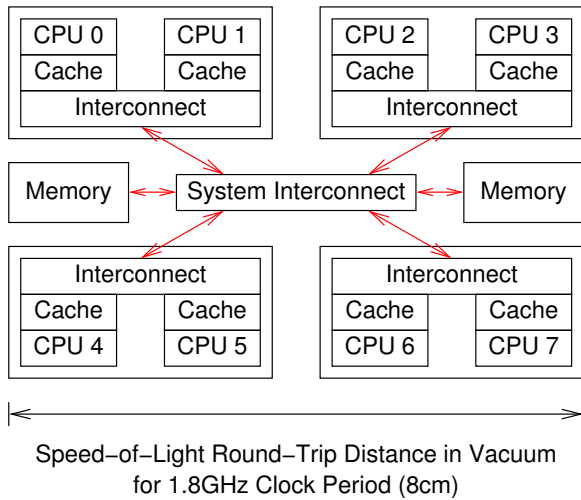 CPU 0 CPU 1 CPU 2 CPU 3
Cache Cache Cache Cache
Interconnect Interconnect
Memory System Interconnect Memory
Interconnect Interconnect
Cache Cache Cache Cache
CPU 4 CPU 5 CPU 6 CPU 7
Speed−of−Light Round−Trip Distance in Vacuum
for 1.8GHz Clock Period (8cm)